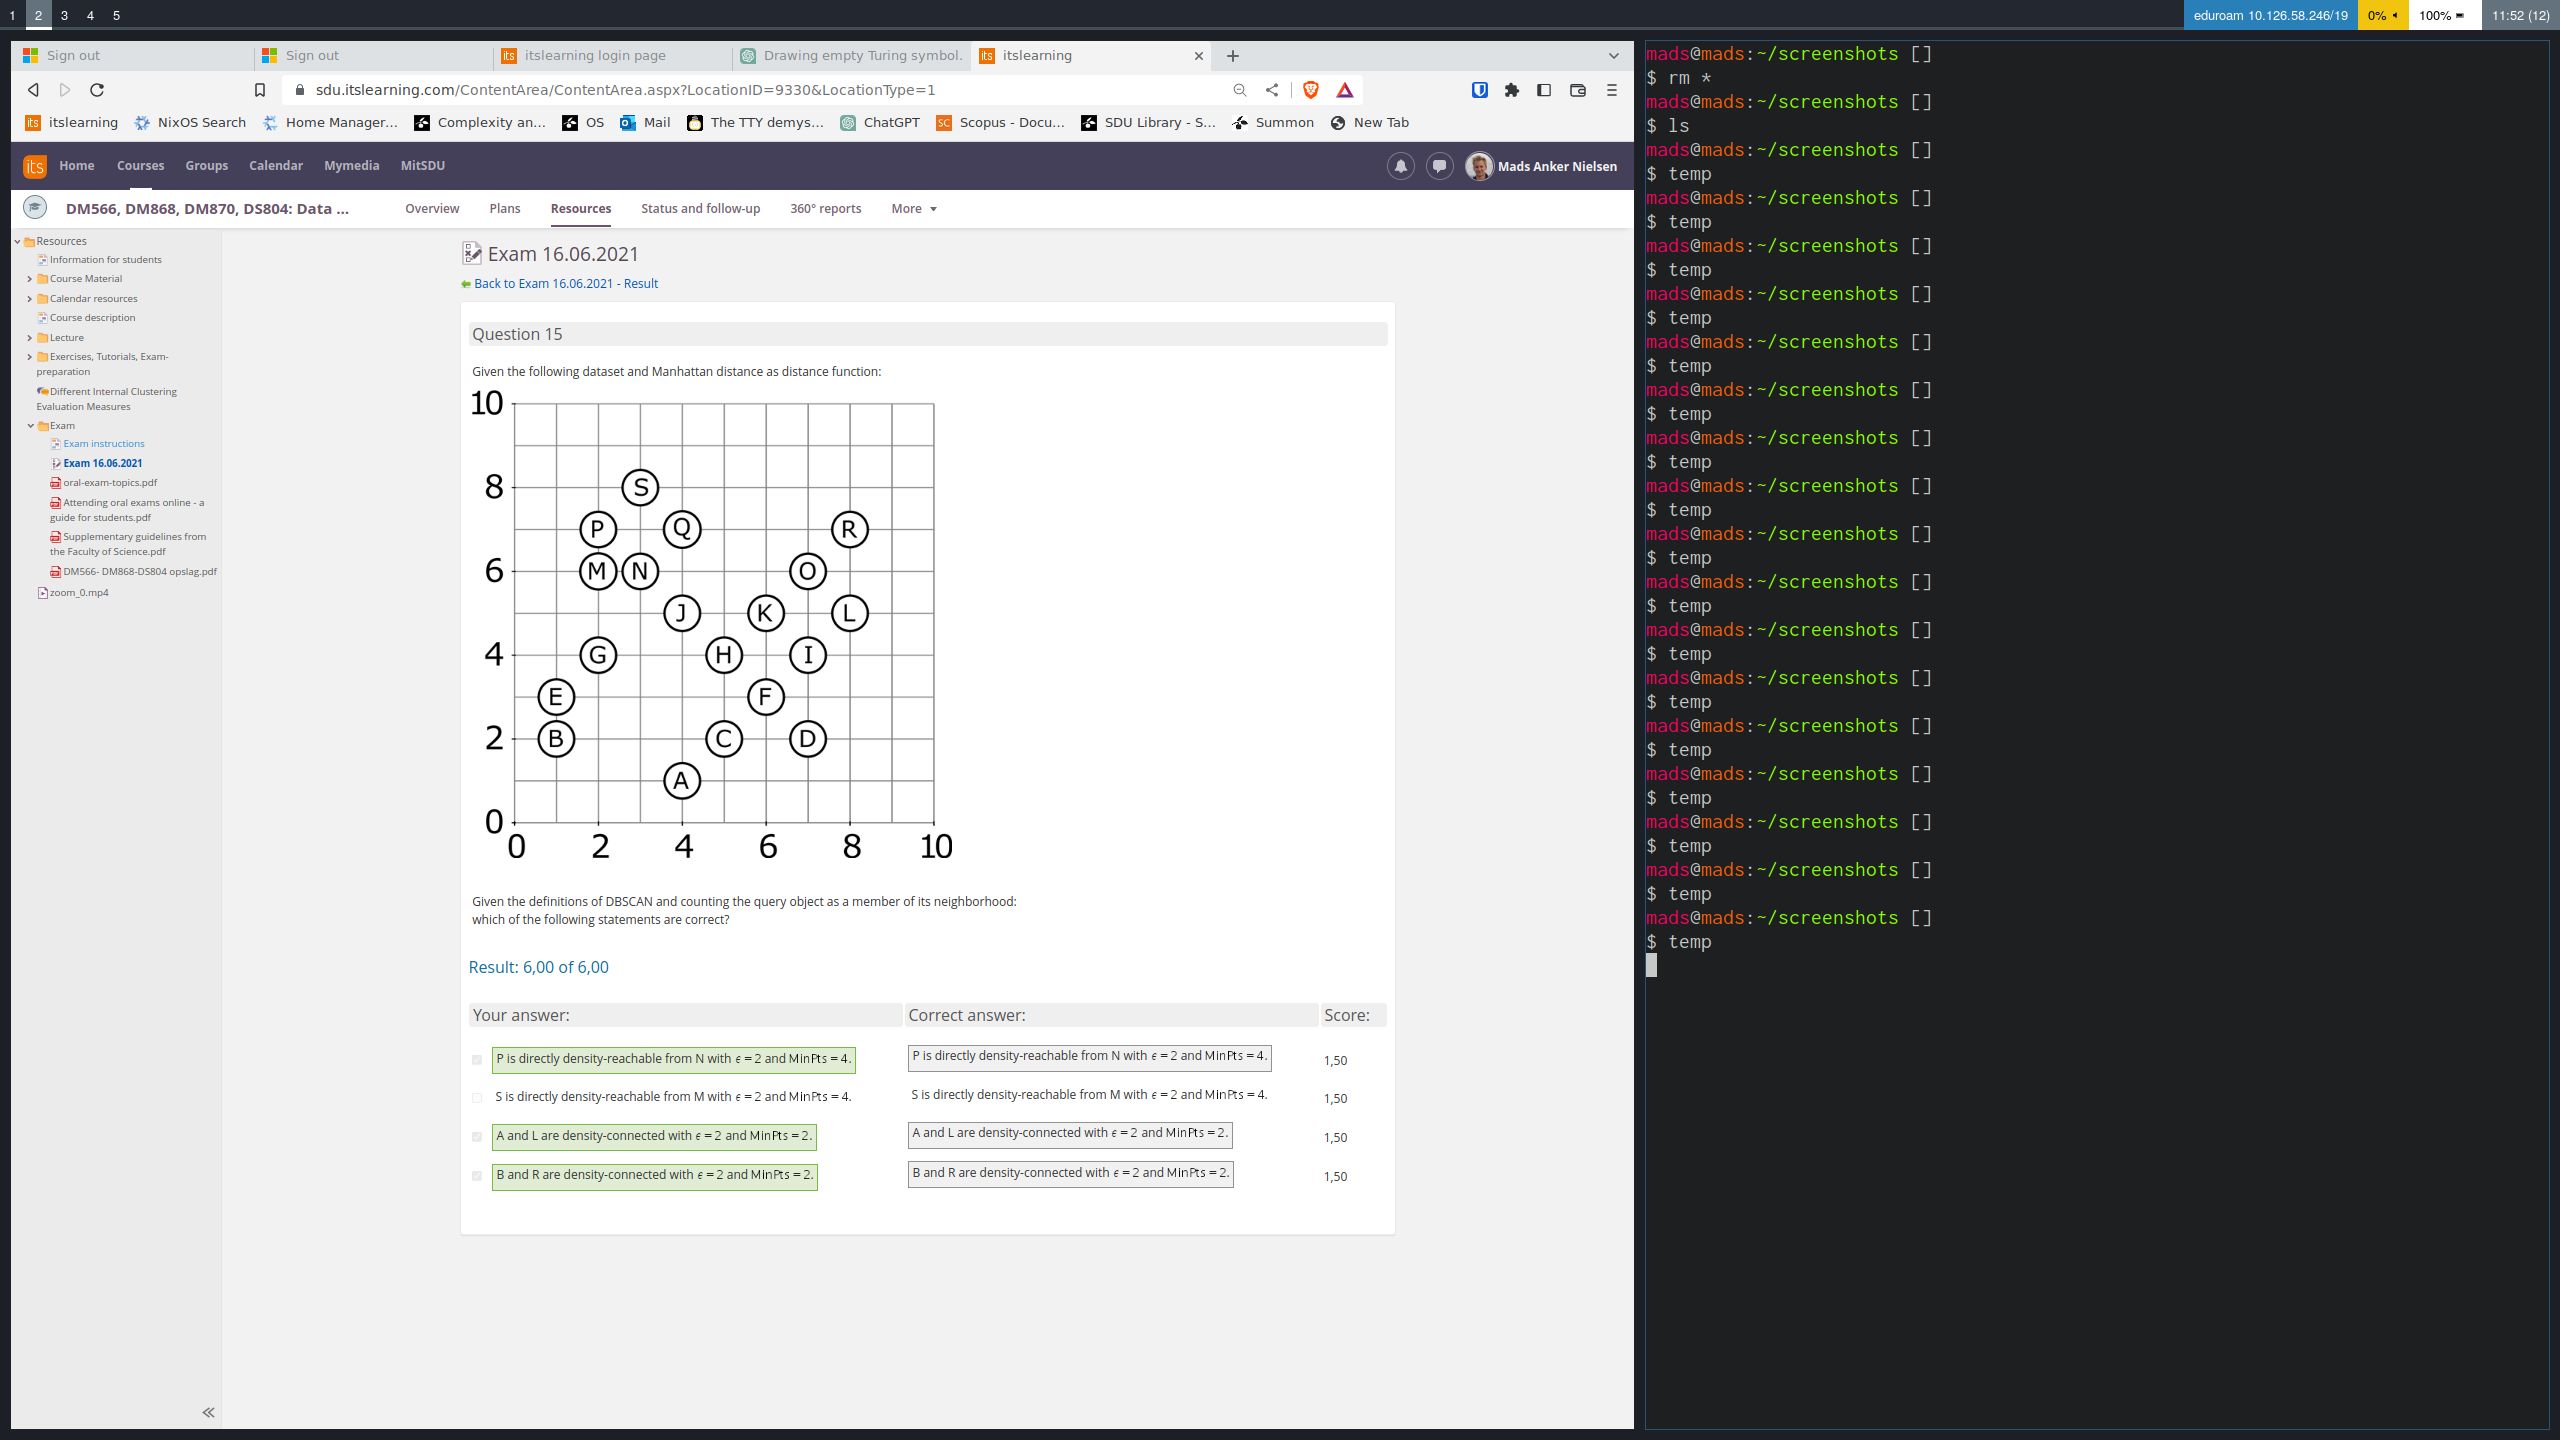 1 2 3 4 5
eduroam 10.126.58.246/19 0% 100% 11:52 (12)
Sign out Sign out itslearning login page Drawing empty Turing symbol. itslearning
sdu.itslearning.com/ContentArea/ContentArea.aspx?LocationID=9330&LocationType=1
itslearning NixOS Search Home Manager... Complexity an... OS Mail The TTY demys... ChatGPT Scopus - Docu... SDU Library - S... Summon New Tab
its Home Courses Groups Calendar Mymedia MitSDU Mads Anker Nielsen
DM566, DM868, DM870, DS804: Data ... Overview Plans Resources Status and follow-up 360° reports More
Resources
Information for students
Course Material
Calendar resources
Course description
Lecture
Exercises, Tutorials, Exam-
preparation
Different Internal Clustering
Evaluation Measures
Exam
Exam instructions
Exam 16.06.2021
oral-exam-topics.pdf
Attending oral exams online - a
guide for students.pdf
Supplementary guidelines from
the Faculty of Science.pdf
DM566- DM868-DS804 opslag.pdf
zoom_0.mp4
Exam 16.06.2021
Back to Exam 16.06.2021 - Result
Question 15
Given the following dataset and Manhattan distance as distance function:
10
8 S
P Q R
6 M N O
J K L
4 G H I
E F
2 B C D
A
0
0 2 4 6 8 10
Given the definitions of DBSCAN and counting the query object as a member of its neighborhood:
which of the following statements are correct?
Result: 6,00 of 6,00
Your answer: Correct answer: Score:
P is directly density-reachable from N with ϵ = 2 and MinPts = 4. P is directly density-reachable from N with ϵ = 2 and MinPts = 4. 1,50
S is directly density-reachable from M with ϵ = 2 and MinPts = 4. S is directly density-reachable from M with ϵ = 2 and MinPts = 4. 1,50
A and L are density-connected with ϵ = 2 and MinPts = 2. A and L are density-connected with ϵ = 2 and MinPts = 2. 1,50
B and R are density-connected with ϵ = 2 and MinPts = 2. B and R are density-connected with ϵ = 2 and MinPts = 2. 1,50
mads@mads:~/screenshots []
$ rm *
mads@mads:~/screenshots []
$ ls
mads@mads:~/screenshots []
$ temp
mads@mads:~/screenshots []
$ temp
mads@mads:~/screenshots []
$ temp
mads@mads:~/screenshots []
$ temp
mads@mads:~/screenshots []
$ temp
mads@mads:~/screenshots []
$ temp
mads@mads:~/screenshots []
$ temp
mads@mads:~/screenshots []
$ temp
mads@mads:~/screenshots []
$ temp
mads@mads:~/screenshots []
$ temp
mads@mads:~/screenshots []
$ temp
mads@mads:~/screenshots []
$ temp
mads@mads:~/screenshots []
$ temp
mads@mads:~/screenshots []
$ temp
mads@mads:~/screenshots []
$ temp
mads@mads:~/screenshots []
$ temp
mads@mads:~/screenshots []
$ temp